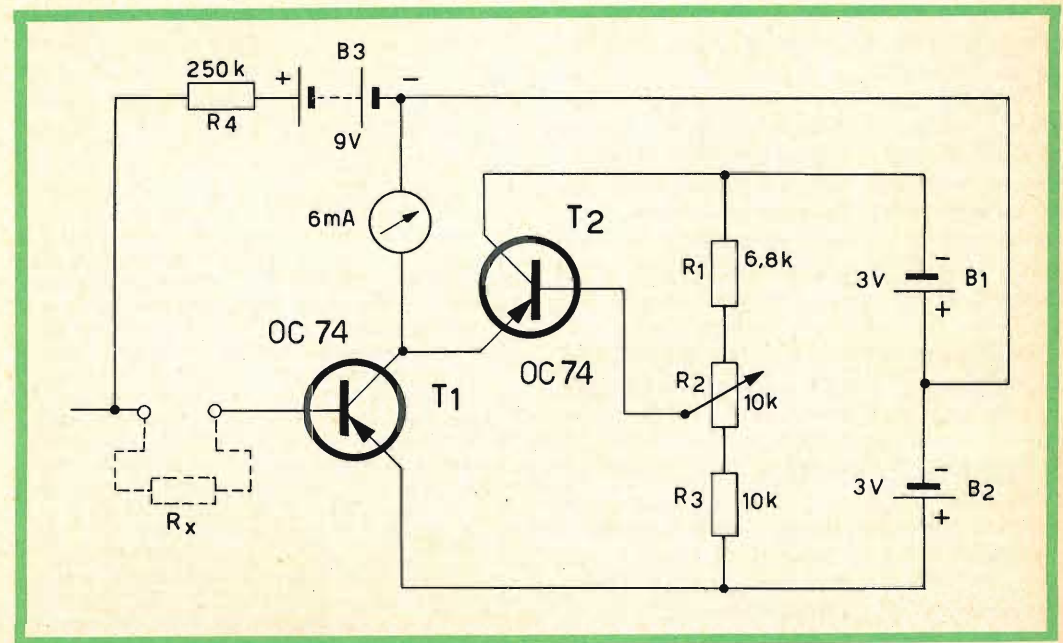 250k
+
B3
-
R4
9V
6mA
T2
R1
6,8k
-
3V
B1
+
OC 74
T1
OC 74
R2
10k
-
3V
B2
+
R3
10k
Rx